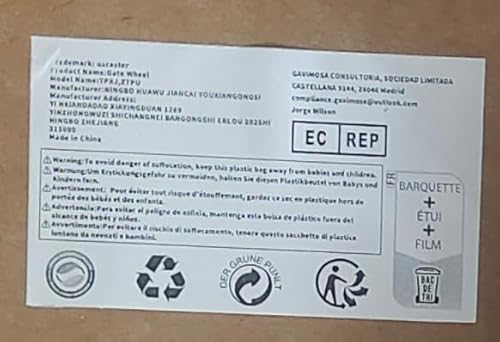 Trademark: uscaster
Product Name:Gate Wheel
Model Name:TPXJ,ZTPU
Manufacturer:NINGBO HUAWU JIANCAI YOUXIANGONGSI
Manufacturer Address:
YI HKIANDADAO XIAYINGDUAN 1269
YINZHONGWUZI SHICHANGNEI BANGONGSHI ERLOU 2025HI
NINGBO ZHEJIANG
315000
Made in China
GAVIMOSA CONSULTORIA, SOCIEDAD LIMITADA
CASTELLANA 9144, 28046 Madrid
compliance.gavimosa@outlook.com
Jorge Wilson
EC REP
Warning:To avoid danger of suffocation, keep this plastic bag away from babies and children.
Warnung:Um Erstickungsgefahr zu vermeiden, halten Sie diesen Plastikbeutel von Babys und
Kindern fern.
Avertissement: Pour éviter tout risque d'étouffement, gardez ce sac en plastique hors de
portée des bébés et des enfants.
Advertencia:Para evitar el peligro de asfixia, mantenga esta bolsa de plástico fuera del
alcance de bebés y niños.
Avvertimento:Per evitare il rischio di soffocamento, tenere questo sacchetto di plastica
lontano da neonati e bambini.
FR
BARQUETTE
+
ÉTUI
+
FILM
BAC
DE
TRI
DER GRÜNE PUNKT